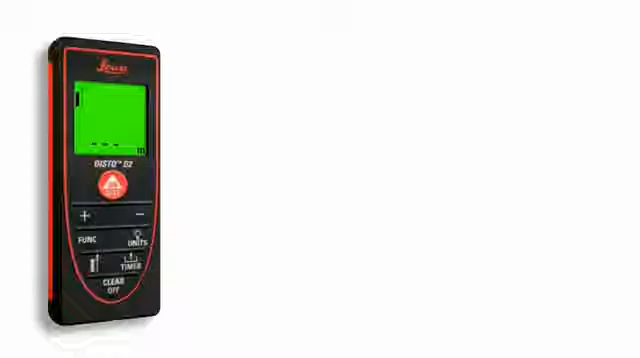 Leica
m
DISTO™ D2
+ −
FUNC UNITS
TIMER
CLEAR
OFF